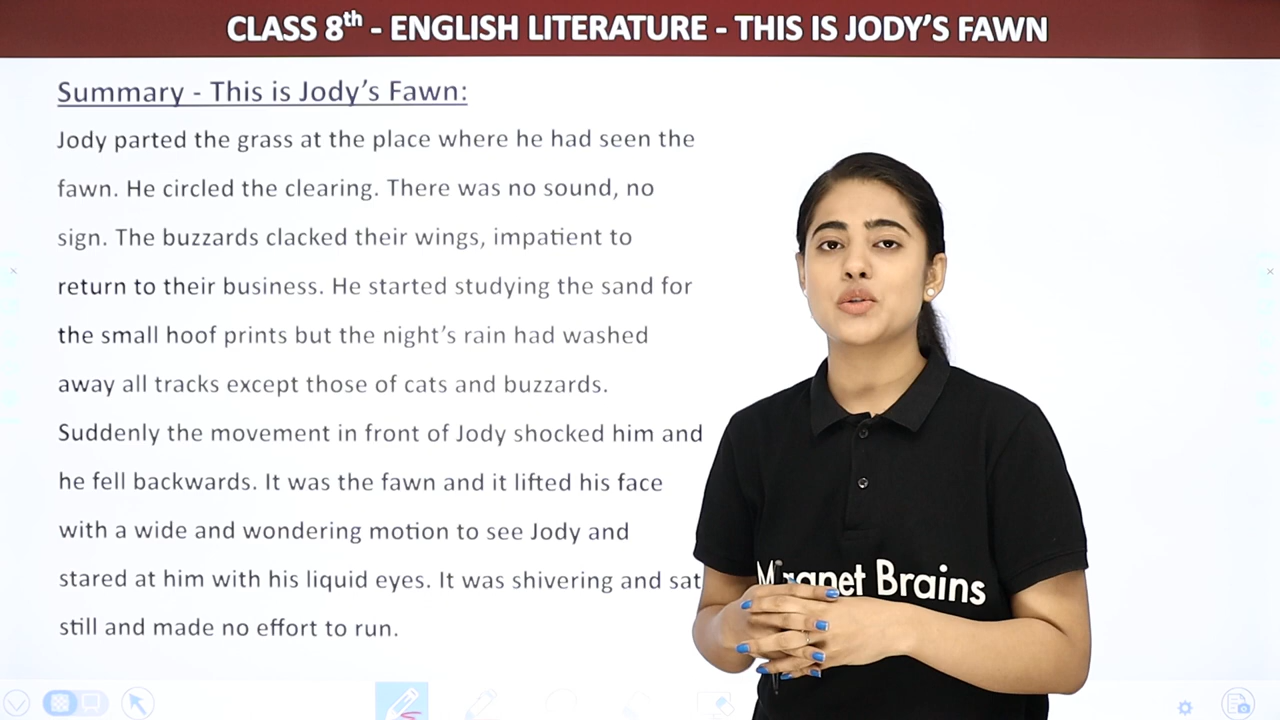 CLASS 8th - ENGLISH LITERATURE - THIS IS JODY’S FAWN
Summary - This is Jody’s Fawn:
Jody parted the grass at the place where he had seen the
fawn. He circled the clearing. There was no sound, no
sign. The buzzards clacked their wings, impatient to
return to their business. He started studying the sand for
the small hoof prints but the night’s rain had washed
away all tracks except those of cats and buzzards.
Suddenly the movement in front of Jody shocked him and
he fell backwards. It was the fawn and it lifted his face
with a wide and wondering motion to see Jody and
stared at him with his liquid eyes. It was shivering and sat
still and made no effort to run.
Magnet Brains